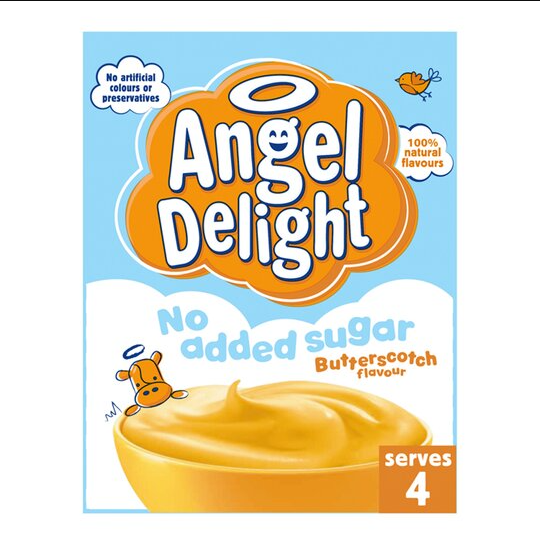 No artificial
colours or
preservatives
Angel
Delight
100%
natural
flavours
No
added sugar
Butterscotch
flavour
serves
4